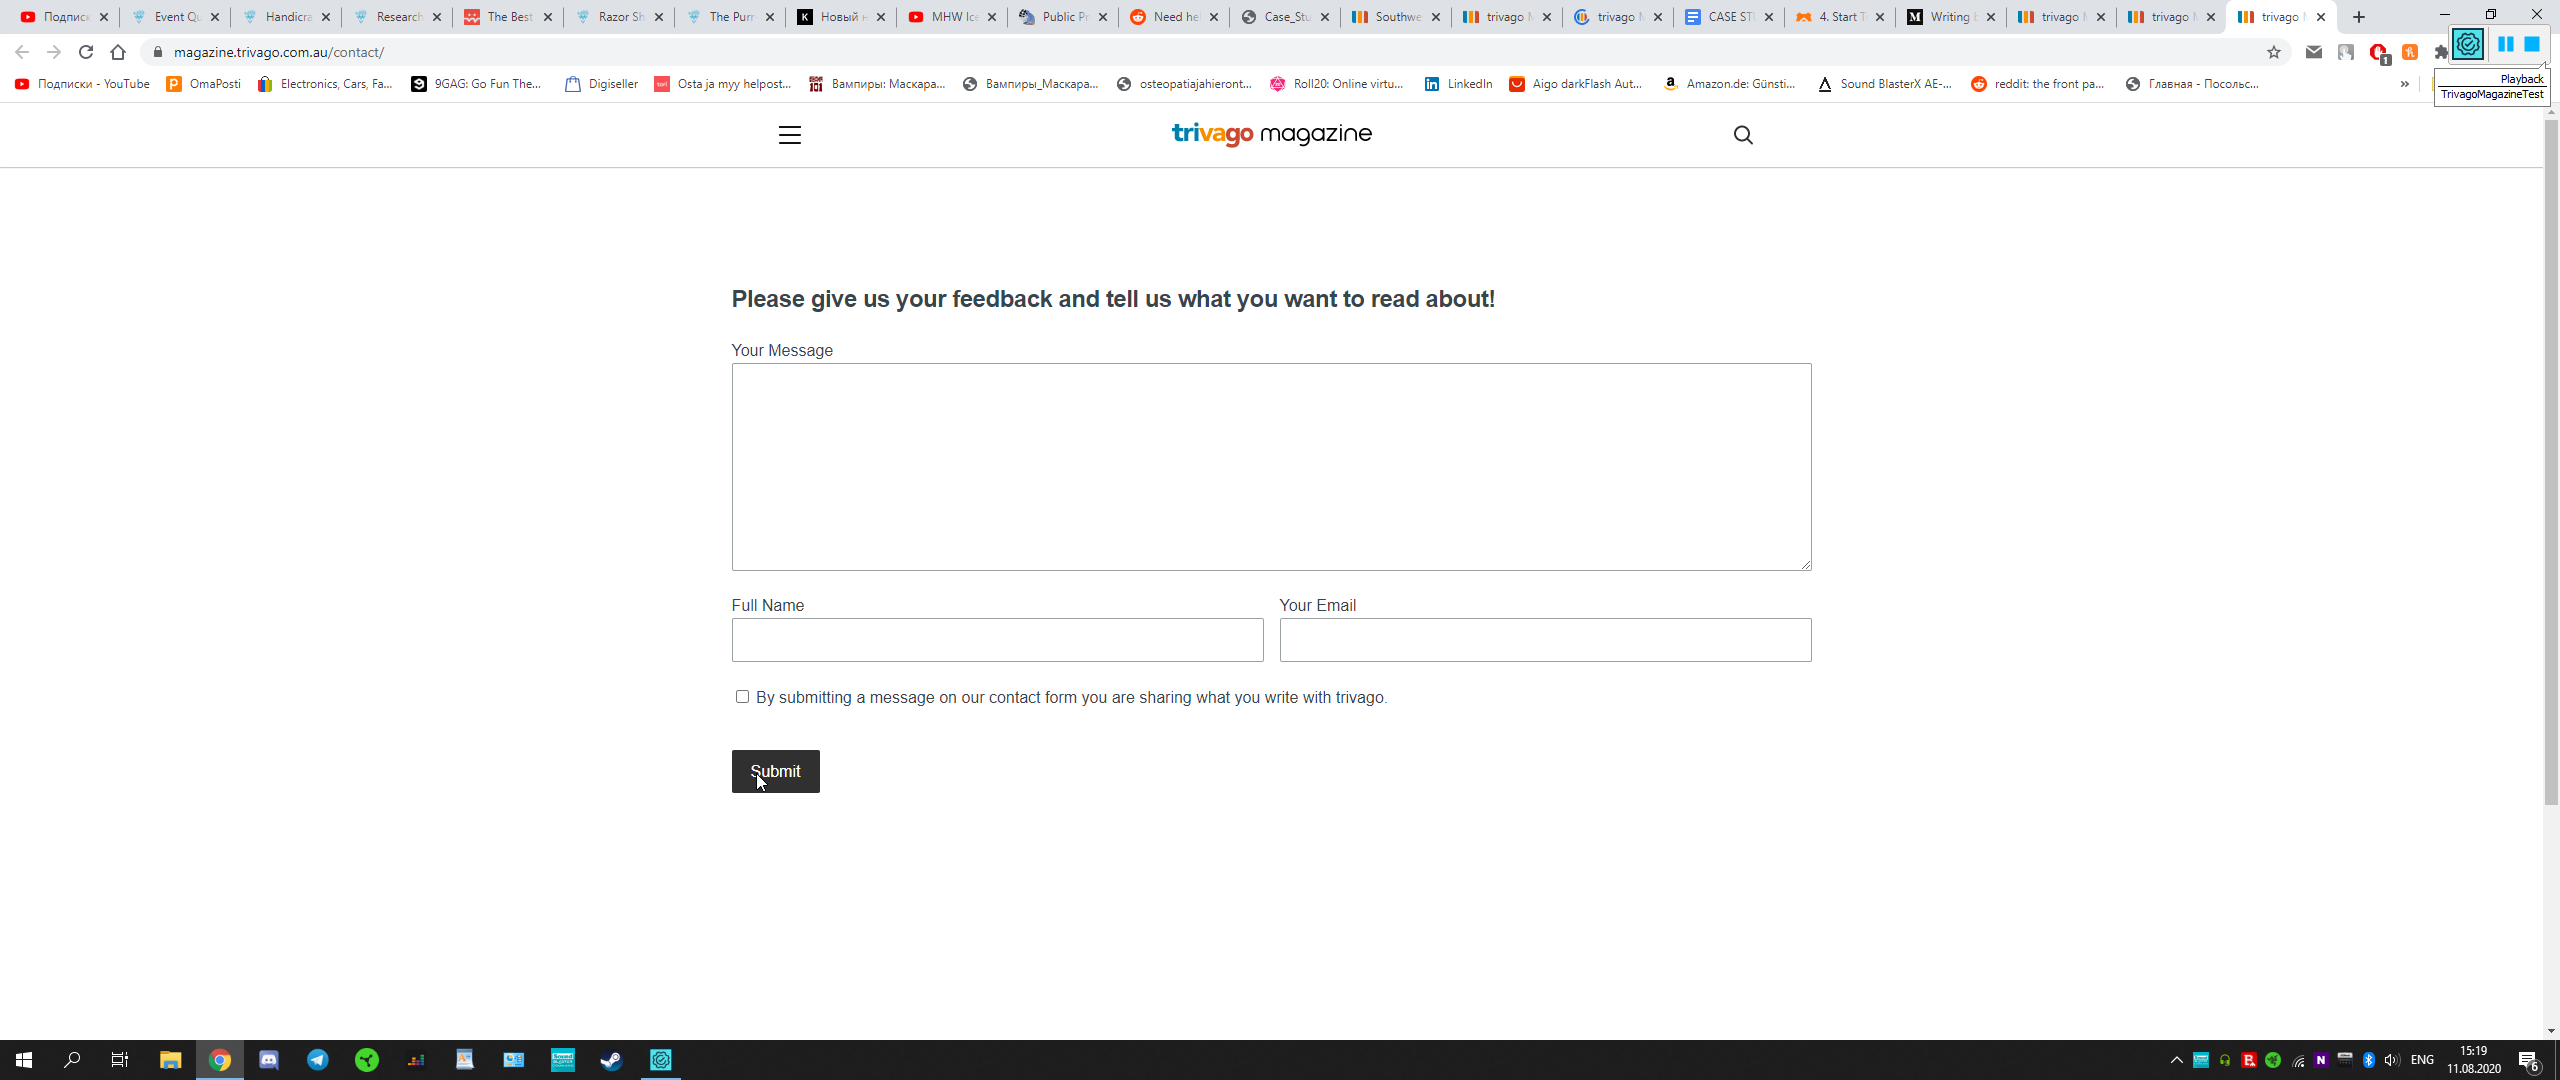 Подписк
Event Qu
Handicra
Research
The Best
Razor Sh
The Purr
Новый н
MHW Ice
Public Pr
Need hel
Case_Stu
Southwe
trivago M
trivago M
CASE STU
4. Start T
Writing b
trivago M
trivago M
trivago M
magazine.trivago.com.au/contact/
1
Playback
TrivagoMagazineTest
Подписки - YouTube
OmaPosti
Electronics, Cars, Fa...
9GAG: Go Fun The...
Digiseller
Osta ja myy helpost...
Вампиры: Маскара...
Вампиры_Маскара...
osteopatiajahieront...
Roll20: Online virtu...
LinkedIn
Aigo darkFlash Aut...
Amazon.de: Günsti...
Sound BlasterX AE-...
reddit: the front pa...
Главная - Посольс...
»
trivago magazine
Please give us your feedback and tell us what you want to read about!
Your Message
Full Name
Your Email
By submitting a message on our contact form you are sharing what you write with trivago.
Submit
ENG
15:19
11.08.2020
6